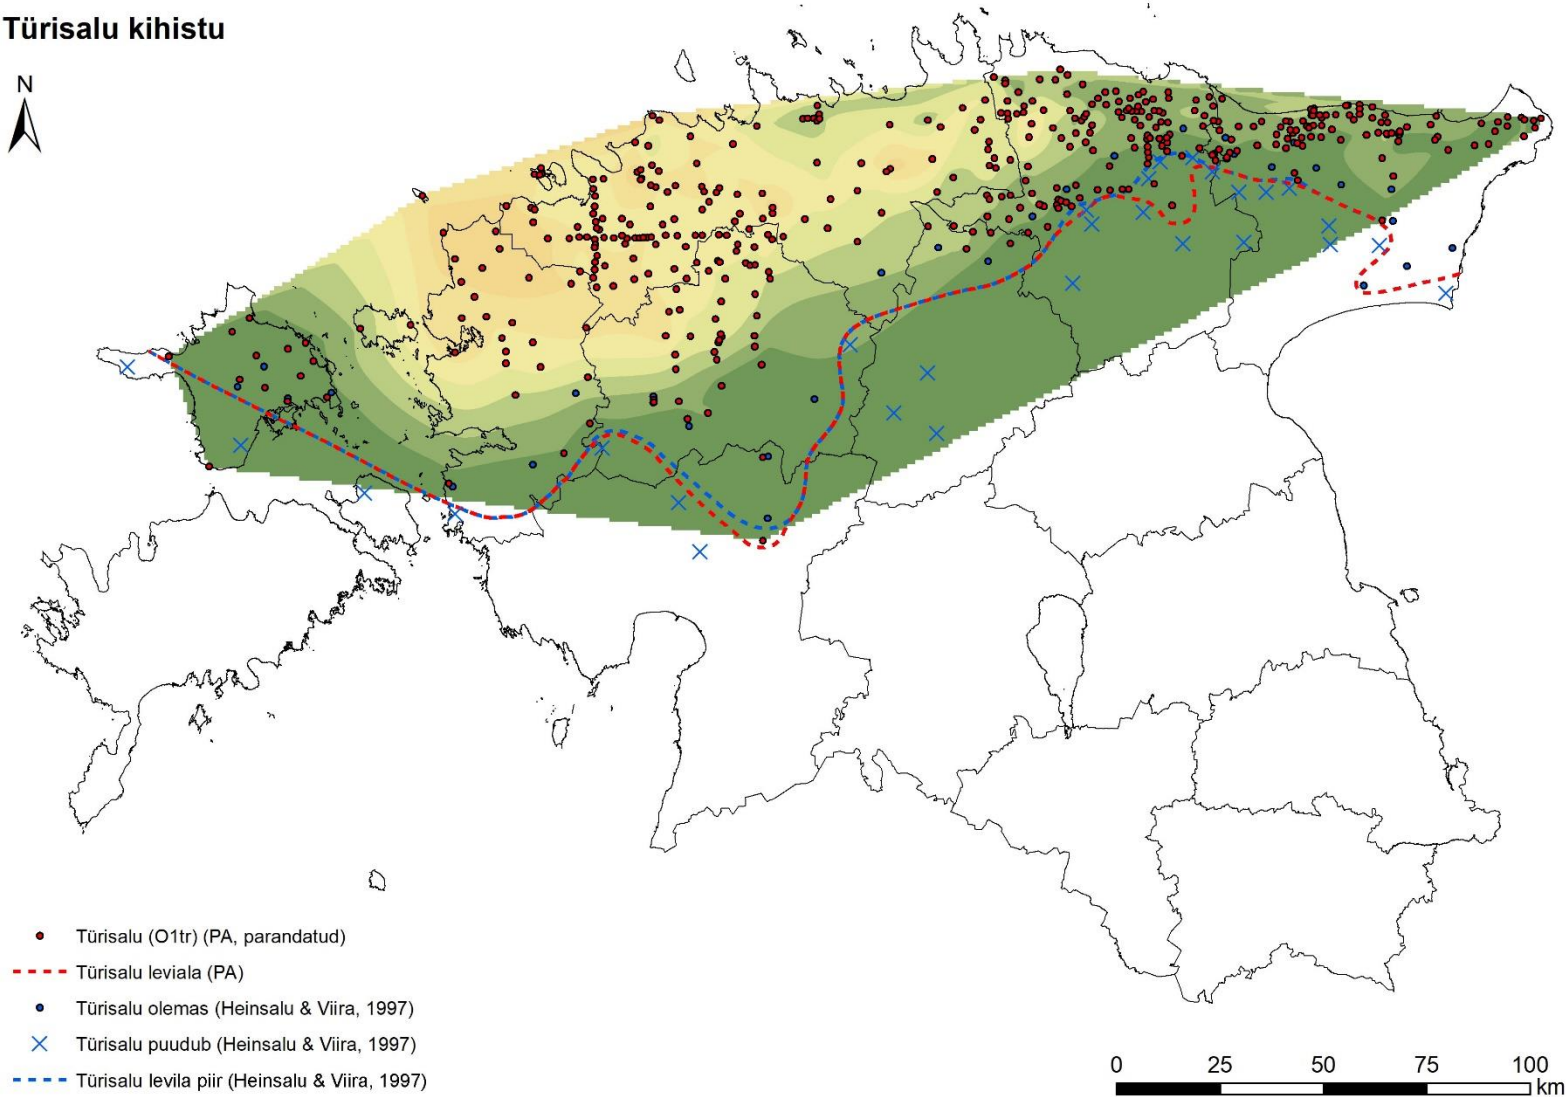 Türisalu kihistu
N
Türisalu (O1tr) (PA, parandatud)
Türisalu leviala (PA)
Türisalu olemas (Heinsalu & Viira, 1997)
Türisalu puudub (Heinsalu & Viira, 1997)
Türisalu levila piir (Heinsalu & Viira, 1997)
0 25 50 75 100
km